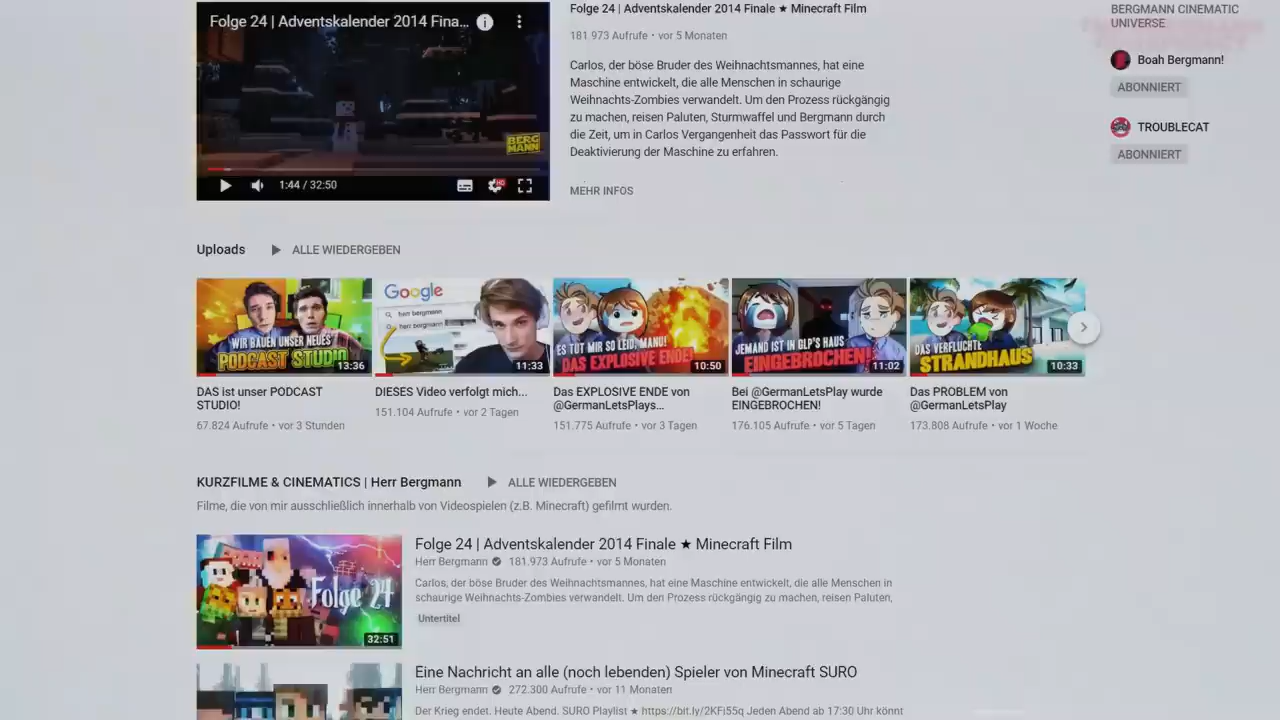 Folge 24 | Adventskalender 2014 Fina...
BERG
MANN
1:44 / 32:50
Folge 24 | Adventskalender 2014 Finale ★ Minecraft Film
181.973 Aufrufe • vor 5 Monaten
Carlos, der böse Bruder des Weihnachtsmannes, hat eine
Maschine entwickelt, die alle Menschen in schaurige
Weihnachts-Zombies verwandelt. Um den Prozess rückgängig
zu machen, reisen Paluten, Sturmwaffel und Bergmann durch
die Zeit, um in Carlos Vergangenheit das Passwort für die
Deaktivierung der Maschine zu erfahren.
MEHR INFOS
BERGMANN CINEMATIC
UNIVERSE
Boah Bergmann!
ABONNIERT
TROUBLECAT
ABONNIERT
Uploads
ALLE WIEDERGEBEN
WIR BAUEN UNSER NEUES
PODCAST STUDIO
13:36
DAS ist unser PODCAST
STUDIO!
67.824 Aufrufe • vor 3 Stunden
Google
herr bergmann
herr bergmann
11:33
DIESES Video verfolgt mich...
151.104 Aufrufe • vor 2 Tagen
ES TUT MIR SO LEID, MANU!
DAS EXPLOSIVE ENDE!
10:50
Das EXPLOSIVE ENDE von
@GermanLetsPlays...
151.775 Aufrufe • vor 3 Tagen
JEMAND IST IN GLP'S HAUS
EINGEBROCHEN!
11:02
Bei @GermanLetsPlay wurde
EINGEBROCHEN!
176.105 Aufrufe • vor 5 Tagen
DAS VERFLUCHTE
STRANDHAUS
10:33
Das PROBLEM von
@GermanLetsPlay
173.808 Aufrufe • vor 1 Woche
KURZFILME & CINEMATICS | Herr Bergmann
ALLE WIEDERGEBEN
Filme, die von mir ausschließlich innerhalb von Videospielen (z.B. Minecraft) gefilmt wurden.
Folge 24
32:51
Folge 24 | Adventskalender 2014 Finale ★ Minecraft Film
Herr Bergmann 181.973 Aufrufe • vor 5 Monaten
Carlos, der böse Bruder des Weihnachtsmannes, hat eine Maschine entwickelt, die alle Menschen in
schaurige Weihnachts-Zombies verwandelt. Um den Prozess rückgängig zu machen, reisen Paluten,
Untertitel
Eine Nachricht an alle (noch lebenden) Spieler von Minecraft SURO
Herr Bergmann 272.300 Aufrufe • vor 11 Monaten
Der Krieg endet. Heute Abend. SURO Playlist ★ https://bit.ly/2KFi55q Jeden Abend ab 17:30 Uhr könnt